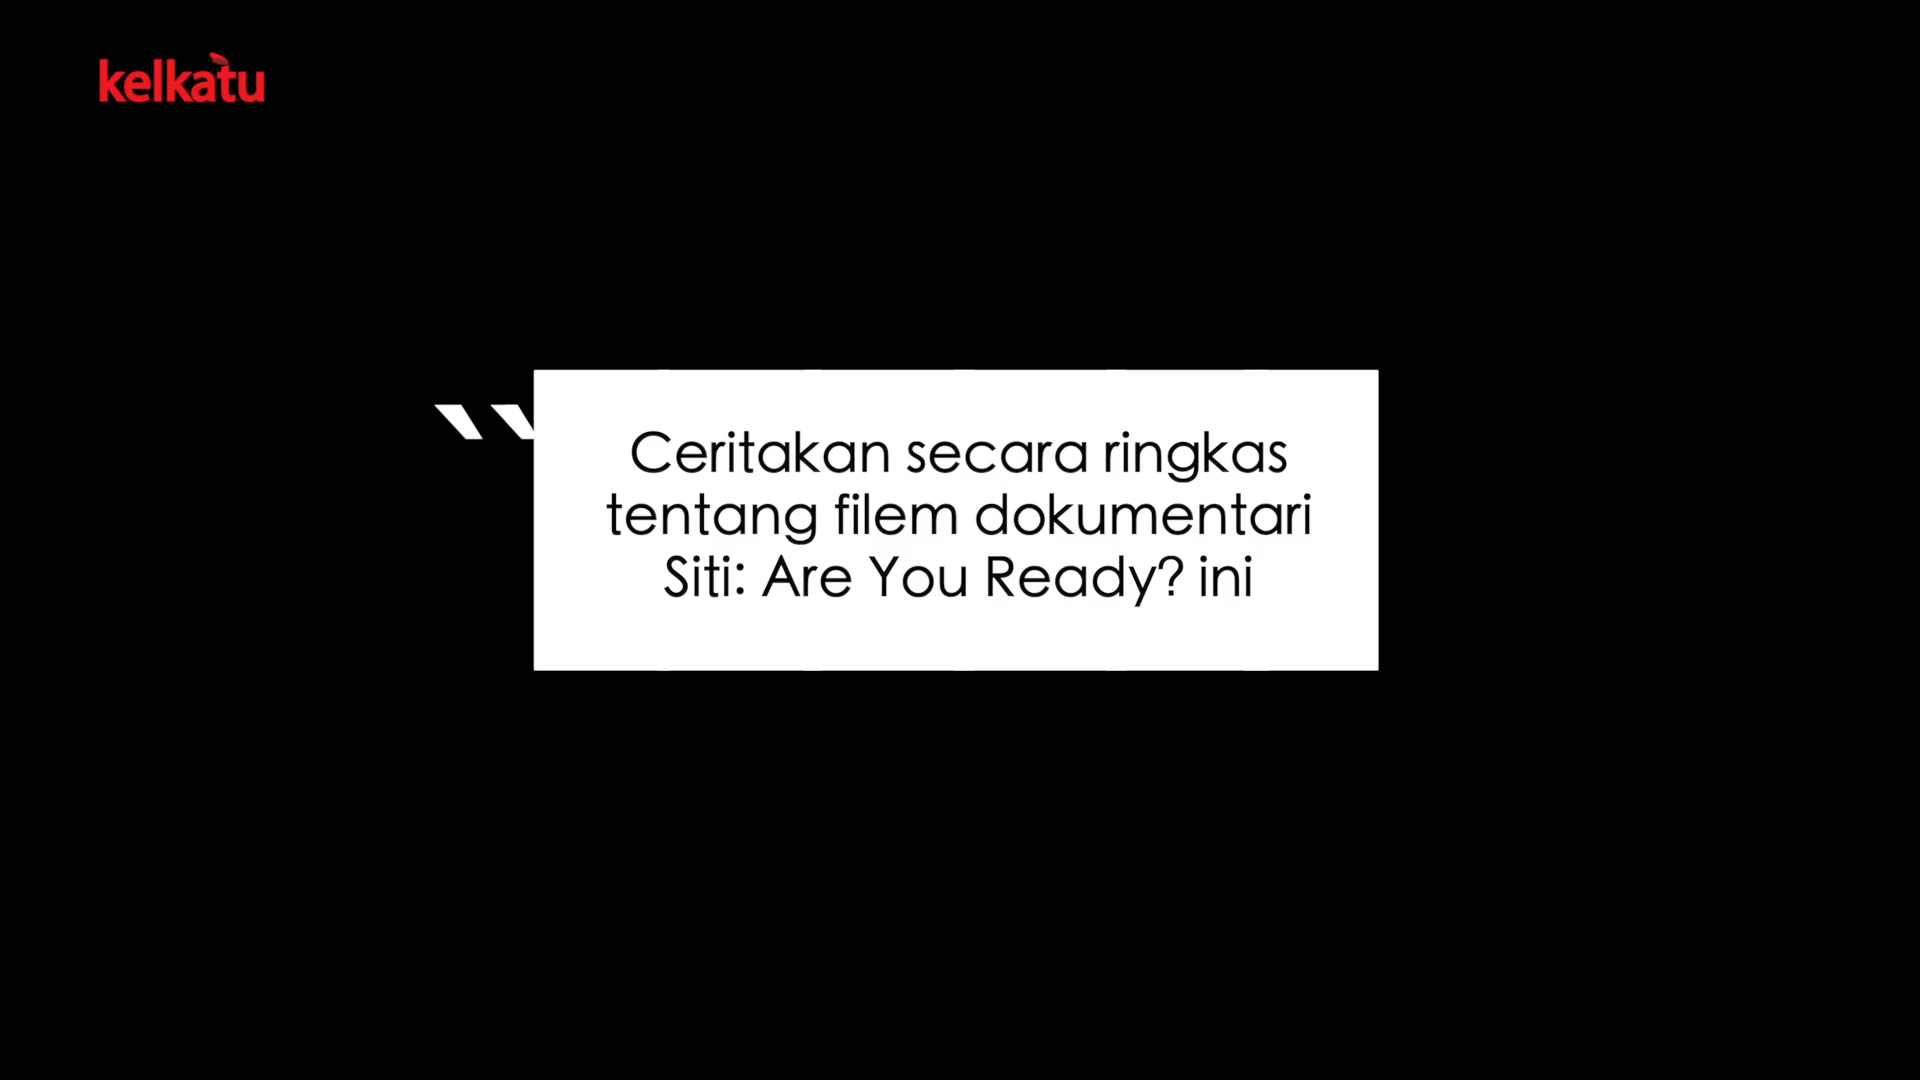 kelkatu
Ceritakan secara ringkas
tentang filem dokumentari
Siti: Are You Ready? ini